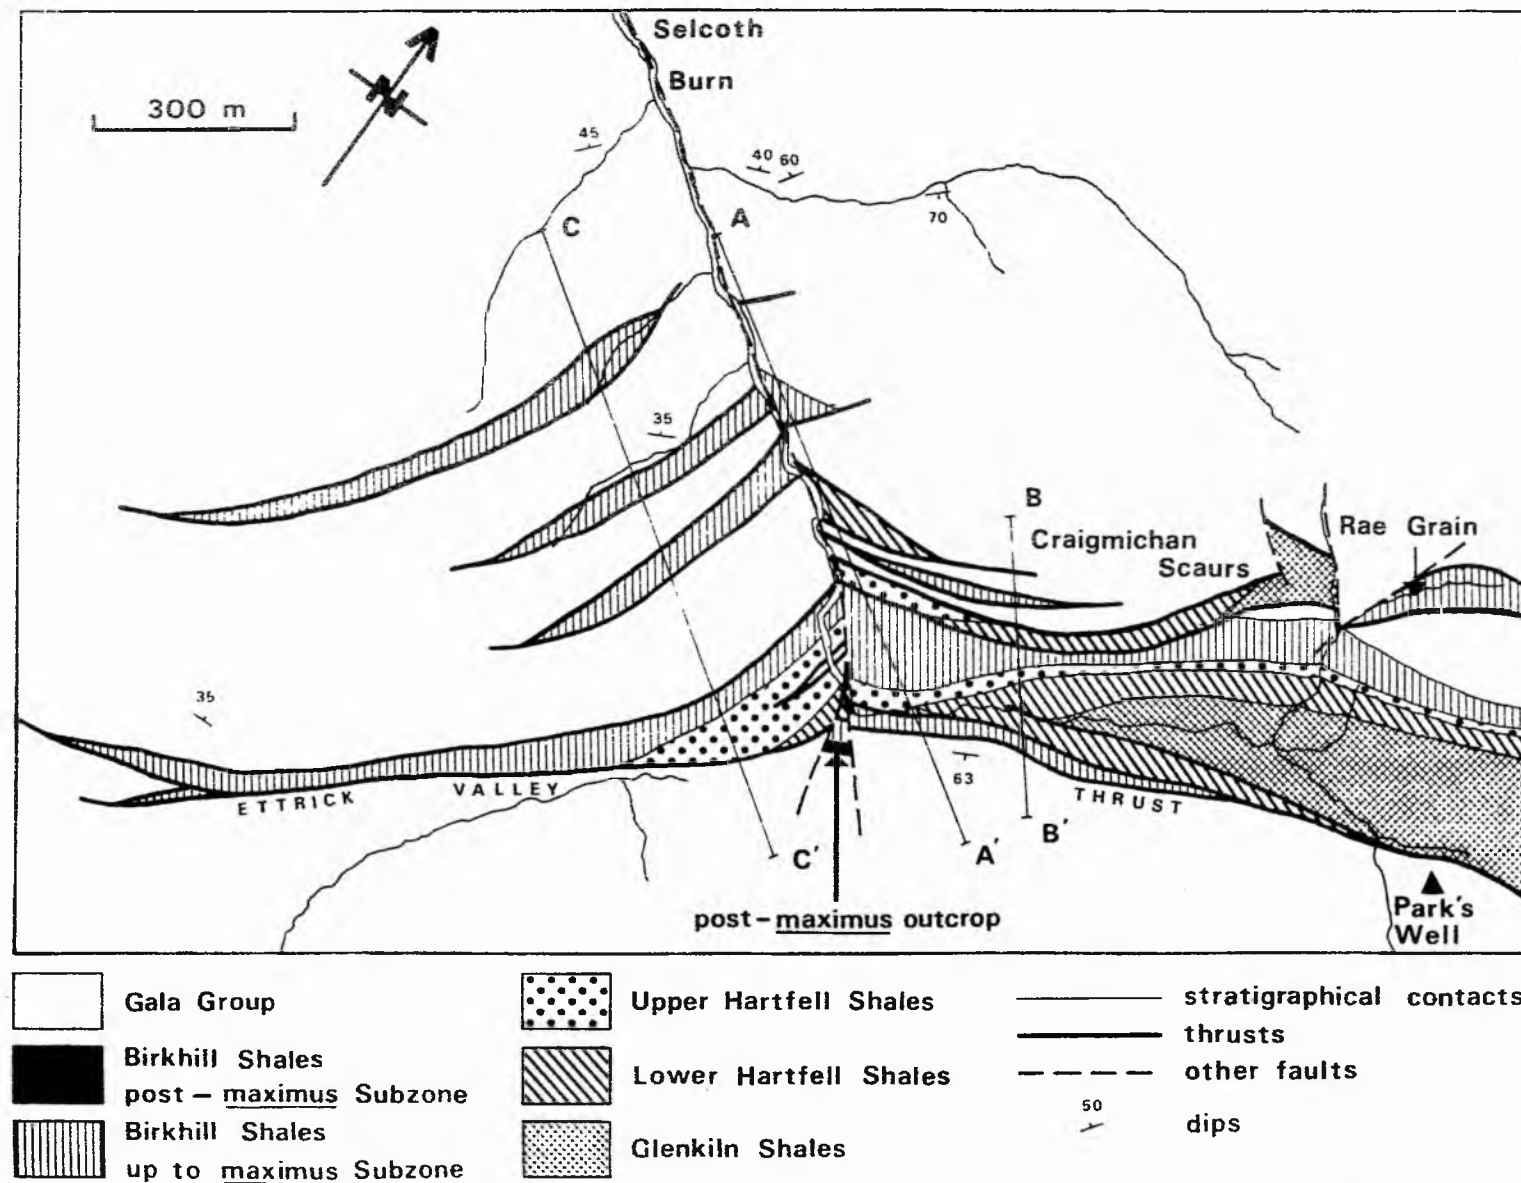 Selcoth
Burn
300 m
N
45
40
60
70
C
A
35
B
Craigmichan
Scaurs
Rae Grain
35
ETTRICK VALLEY THRUST
63
C'
A'
B'
Park's
Well
post-maximus outcrop
Gala Group
Birkhill Shales
post - maximus Subzone
Birkhill Shales
up to maximus Subzone
Upper Hartfell Shales
Lower Hartfell Shales
Glenkiln Shales
stratigraphical contacts
thrusts
other faults
50
dips